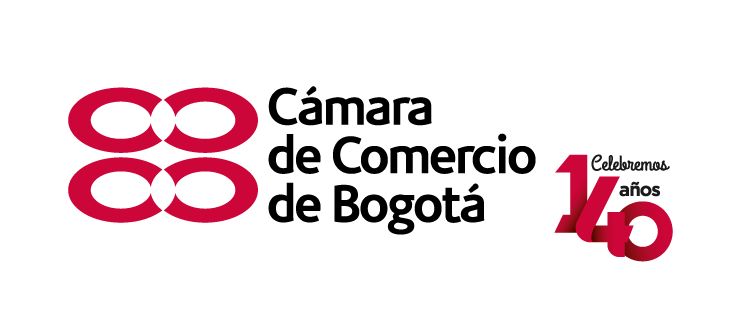 Cámara
de Comercio
de Bogotá
Celebremos
140
años